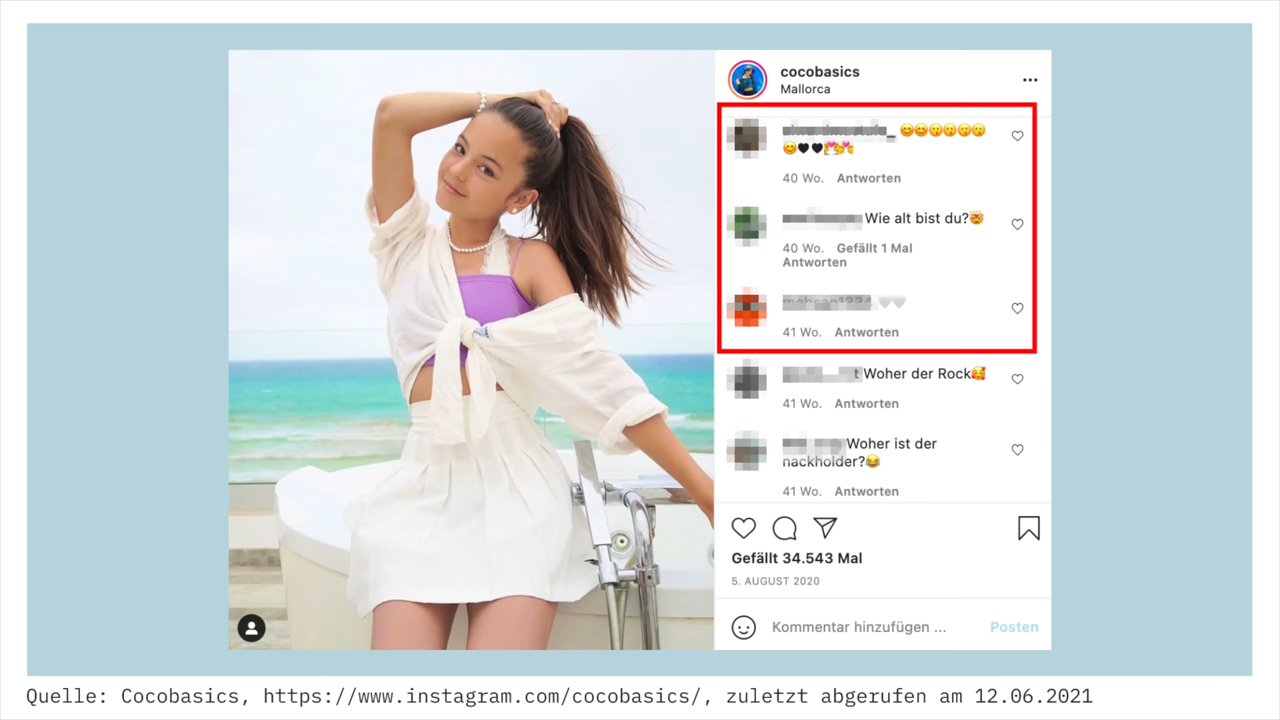 cocobasics
Mallorca
😊😊🤫🤫🤫🤫
😊🖤🖤
40 Wo. Antworten
Wie alt bist du?🤯
40 Wo. Gefällt 1 Mal
Antworten
🤍🤍
41 Wo. Antworten
Woher der Rock🥰
41 Wo. Antworten
Woher ist der
nackholder?😂
41 Wo. Antworten
Gefällt 34.543 Mal
5. AUGUST 2020
Kommentar hinzufügen ... Posten
Quelle: Cocobasics, https://www.instagram.com/cocobasics/, zuletzt abgerufen am 12.06.2021